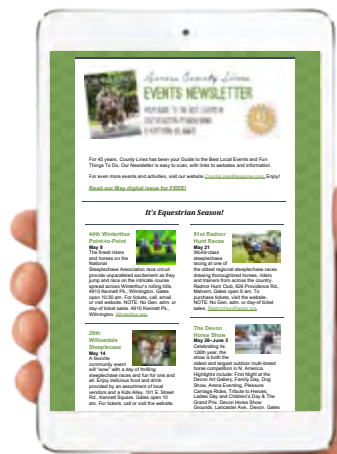 Across County Lines
EVENTS NEWSLETTER
YOUR GUIDE TO THE BEST EVENTS IN
For 45 years, County Lines has been your Guide to the Best Local Events and Fun
Things To Do. Our Newsletter is easy to scan, with links to websites and information.
For even more events and activities, visit our website CountyLinesMagazine.com. Enjoy!
Read our May digital issue for FREE!
It's Equestrian Season!
44th Winterthur
Point-to-Point
May 8
The finest riders
and horses on the
National
Steeplechase Association race circuit
provide unparalleled excitement as they
jump and race on the intricate course
spread across Winterthur's rolling hills.
4910 Kennett Pk., Wilmington. Gates
open 10:30 am. For tickets, call, email
or visit website. NOTE: No Gen. adm. or
day-of ticket sales. 4910 Kennett Pk.,
Wilmington. Winterthur.org.
29th
Willowdale
Steeplechase
May 14
A favorite
community event
will "wow" with a day of thrilling
steeplechase races and fun for one and
all. Enjoy delicious food and drink
provided by an assortment of local
vendors and a Kids Alley. 101 E. Street
Rd., Kennett Square. Gates open 10
am. For tickets, call or visit the website.
91st Radnor
Hunt Races
May 21
World-class
steeplechase
racing at one of
the oldest regional steeplechase races
drawing thoroughbred horses, riders
and trainers from across the country.
Radnor Hunt Club, 826 Providence Rd.,
Malvern. Gates open 9 am. To
purchase tickets, visit the website.
NOTE: No Gen. adm. or day-of ticket
sales. RadnorHuntRaces.org.
The Devon
Horse Show
May 26–June 5
Celebrating its
126th year, the
show is both the
oldest and largest outdoor multi-breed
horse competition in N. America.
Highlights include: First Night at the
Devon Art Gallery, Family Day, Dog
Show, Arena Eventing, Pleasure
Carriage Rides, Tribute to Heroes,
Ladies Day and Children's Day & The
Grand Prix. Devon Horse Show
Grounds, Lancaster Ave., Devon. Gates